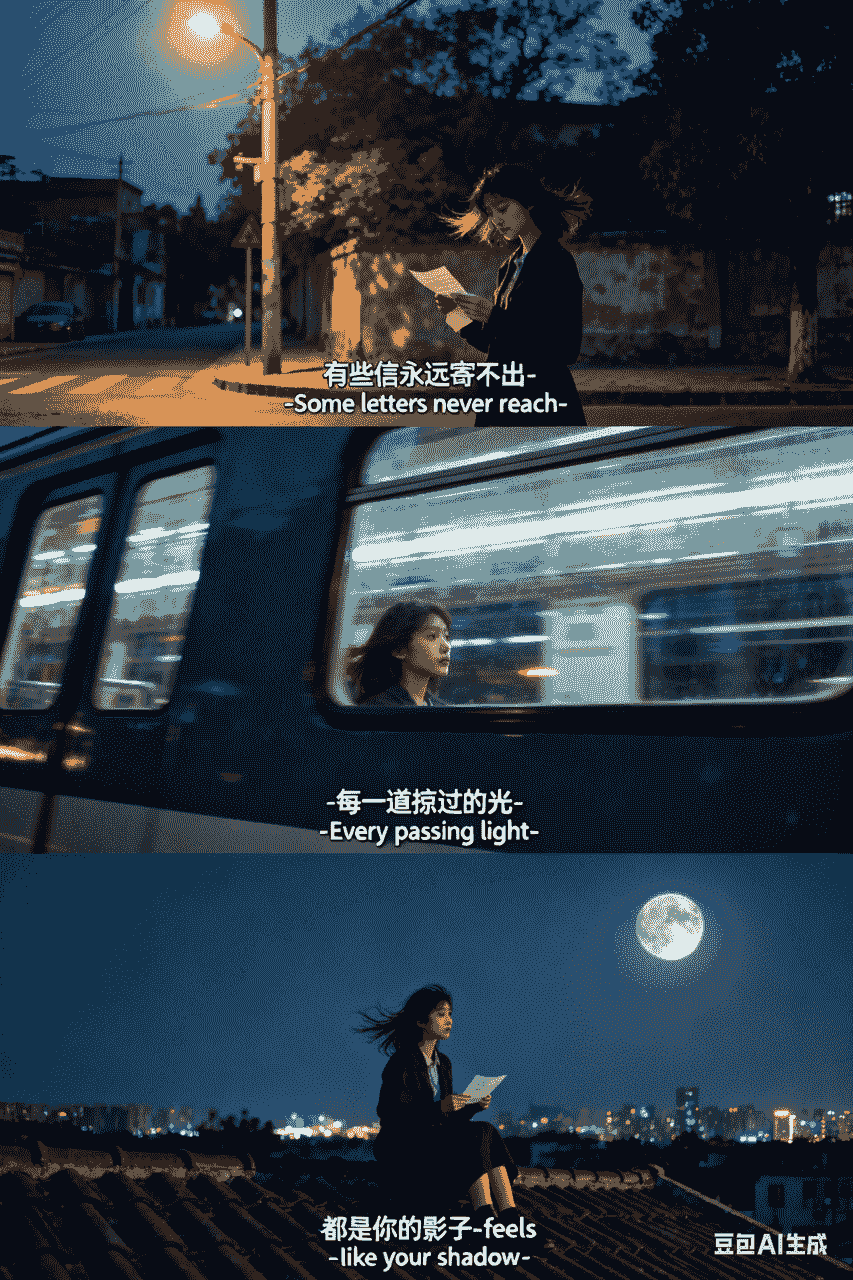 有些信永远寄不出-
-Some letters never reach-
-每一道掠过的光-
-Every passing light-
都是你的影子-feels
-like your shadow-
豆包AI生成